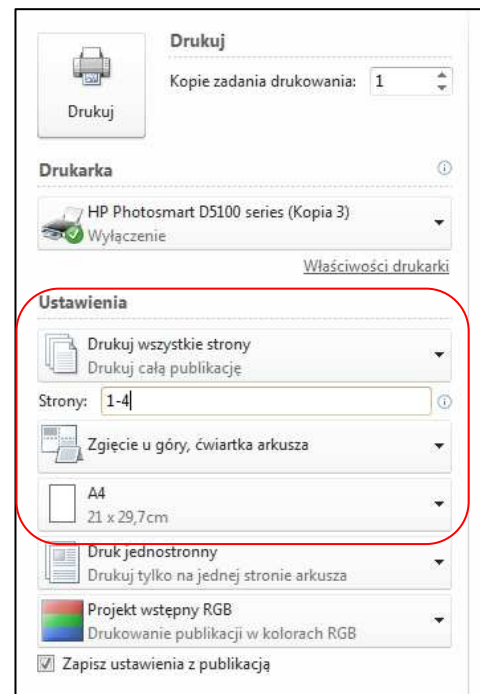 Drukuj
Kopie zadania drukowania: 1
Drukuj
Drukarka
HP Photosmart D5100 series (Kopia 3)
Wyłączenie
Właściwości drukarki
Ustawienia
Drukuj wszystkie strony
Drukuj całą publikację
Strony: 1-4
Zgięcie u góry, ćwiartka arkusza
A4
21 x 29,7cm
Druk jednostronny
Drukuj tylko na jednej stronie arkusza
Projekt wstępny RGB
Drukowanie publikacji w kolorach RGB
Zapisz ustawienia z publikacją